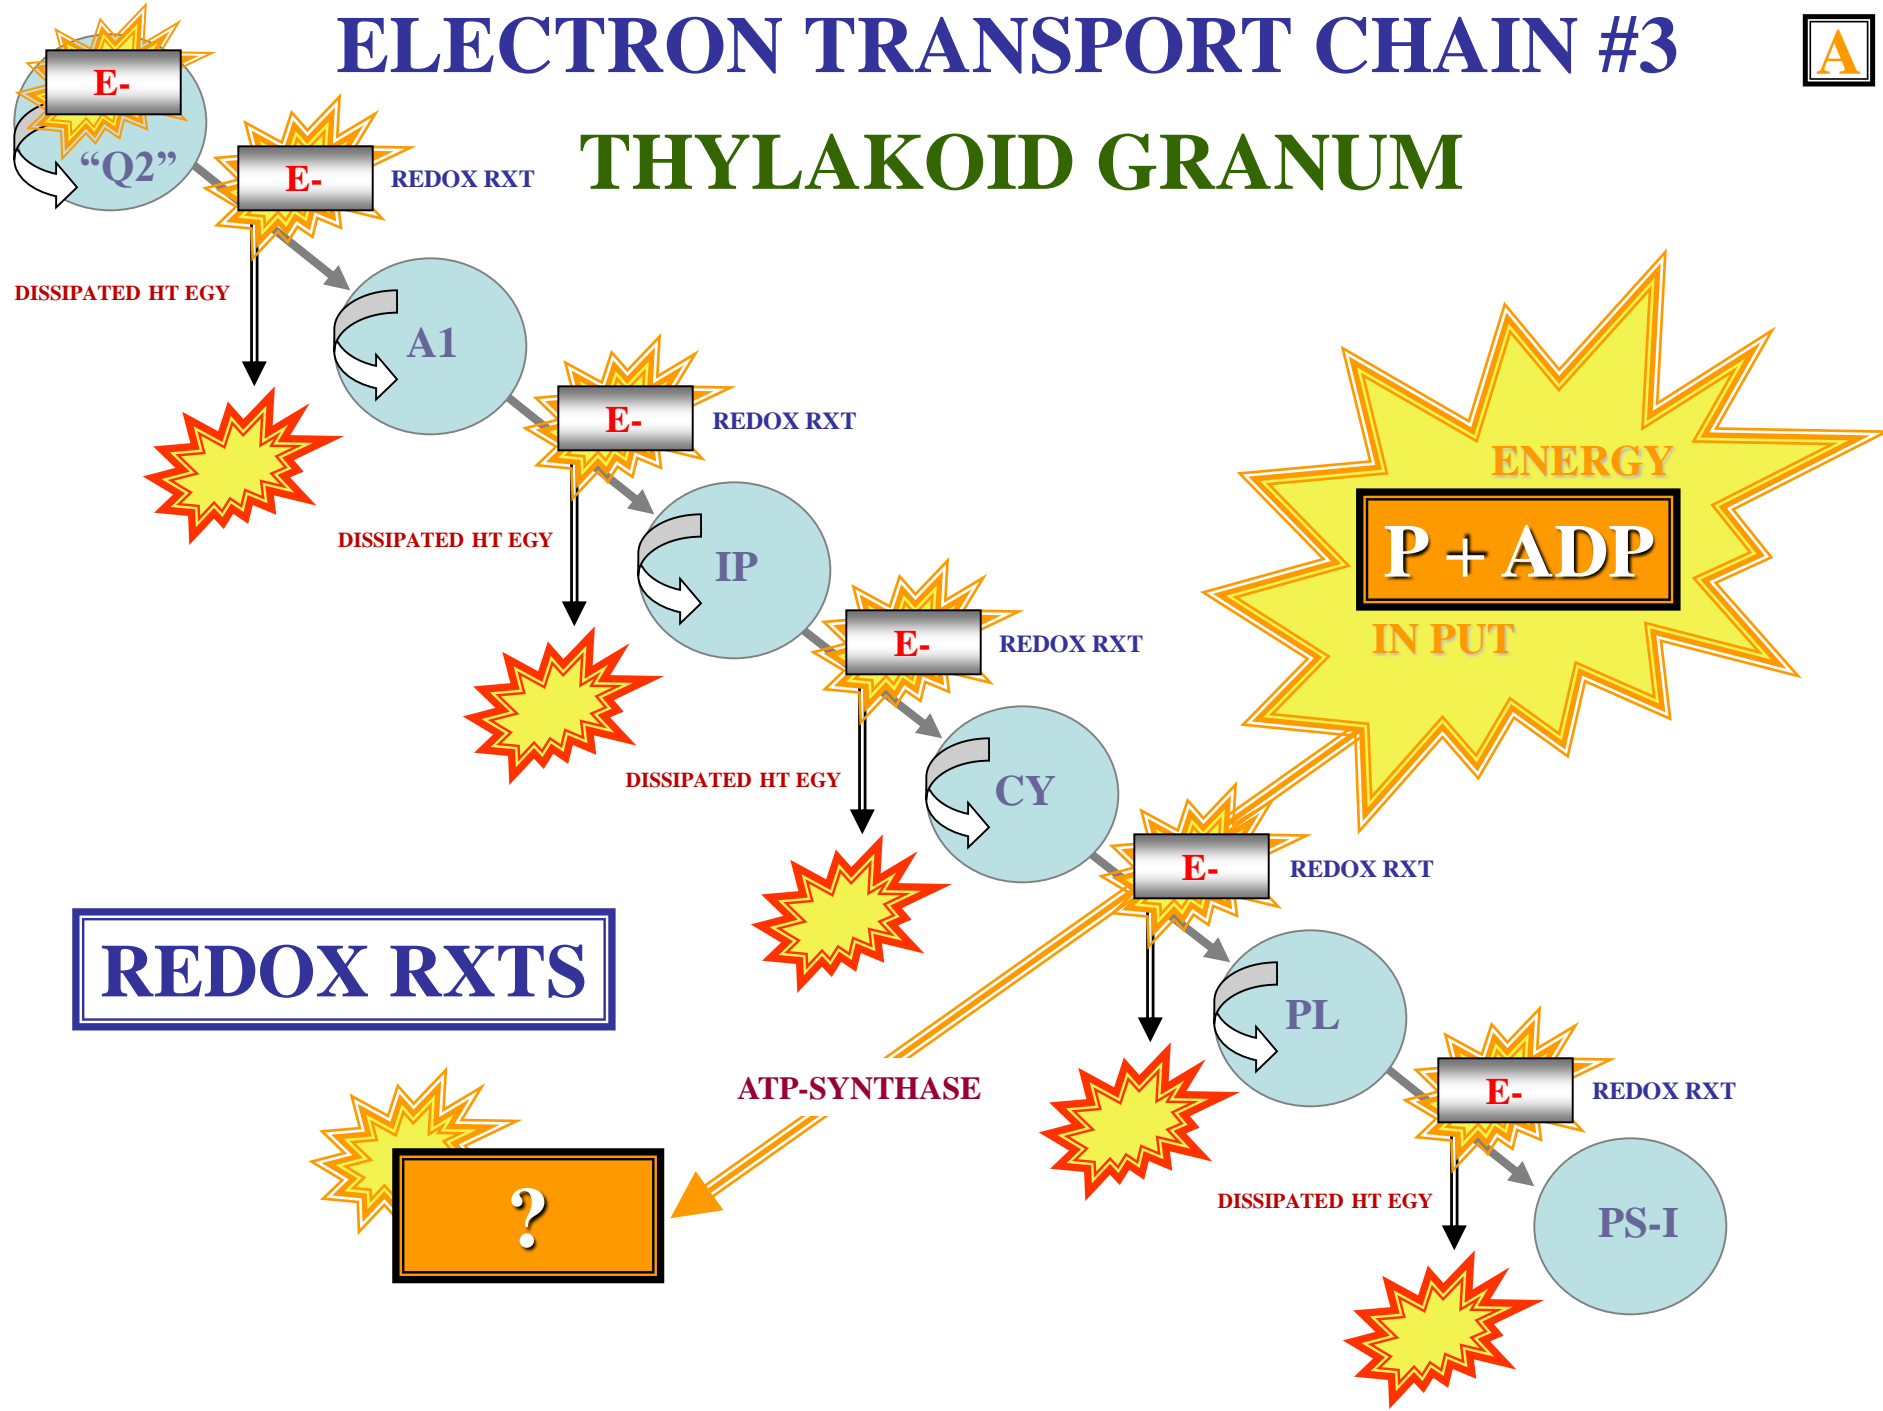 ELECTRON TRANSPORT CHAIN #3
A
THYLAKOID GRANUM
E-
“Q2”
E-
REDOX RXT
DISSIPATED HT EGY
A1
E-
REDOX RXT
DISSIPATED HT EGY
IP
E-
REDOX RXT
DISSIPATED HT EGY
CY
ENERGY
P + ADP
IN PUT
E-
REDOX RXT
REDOX RXTS
PL
ATP-SYNTHASE
E-
REDOX RXT
DISSIPATED HT EGY
PS-I
?